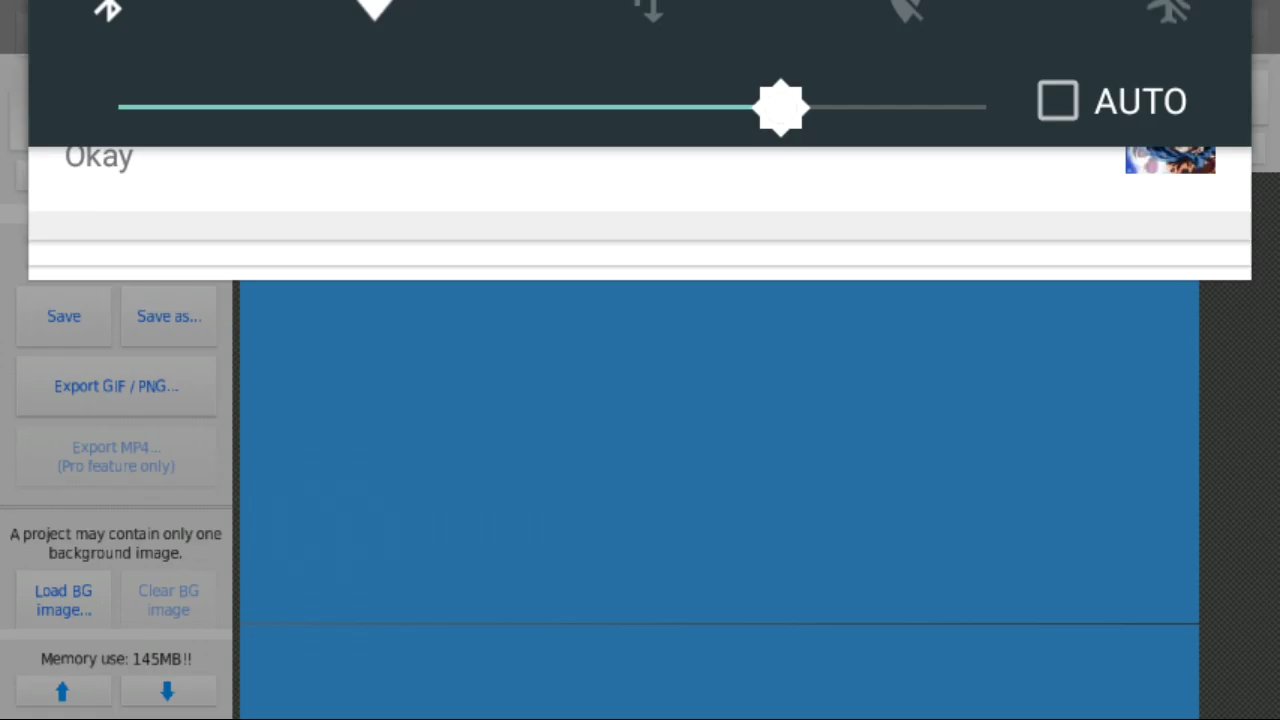 AUTO
Okay
Save
Save as...
Export GIF / PNG...
Export MP4...
(Pro feature only)
A project may contain only one
background image.
Load BG
image...
Clear BG
image
Memory use: 145MB!!